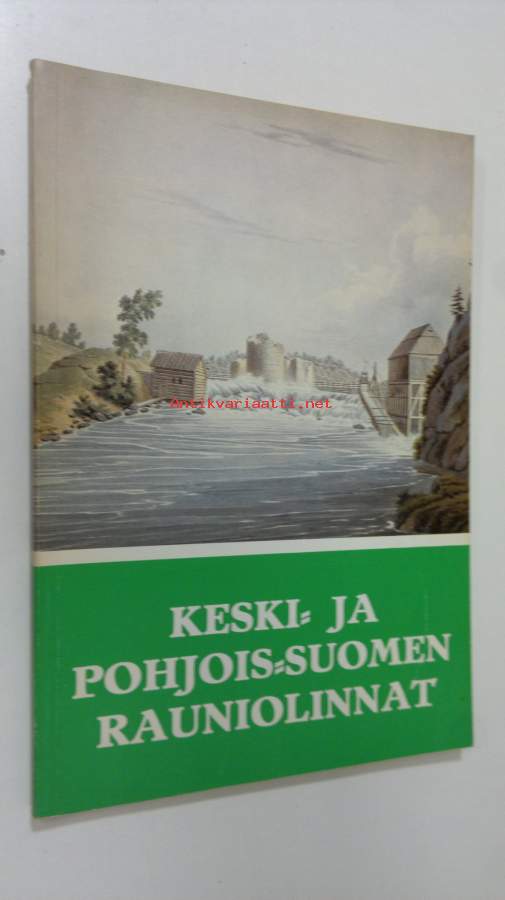 Antikvariaatti.net
KESKI- JA
POHJOIS-SUOMEN
RAUNIOLINNAT